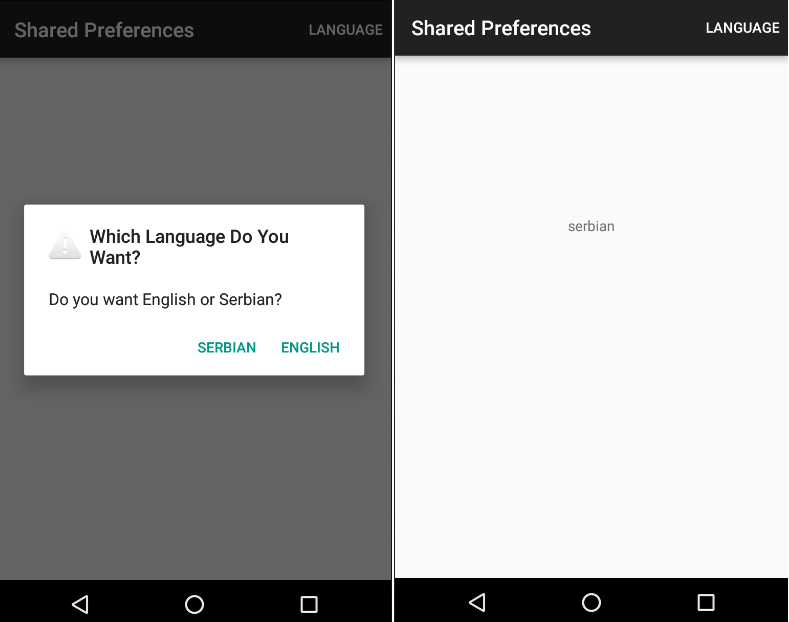 Shared Preferences
LANGUAGE
Which Language Do You
Want?
Do you want English or Serbian?
SERBIAN
ENGLISH
Shared Preferences
LANGUAGE
serbian